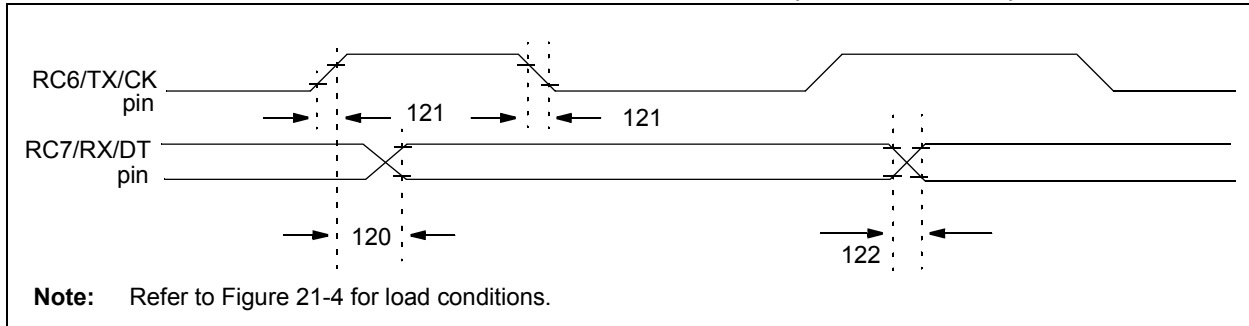 RC6/TX/CK
pin
121
121
RC7/RX/DT
pin
120
122
Note: Refer to Figure 21-4 for load conditions.